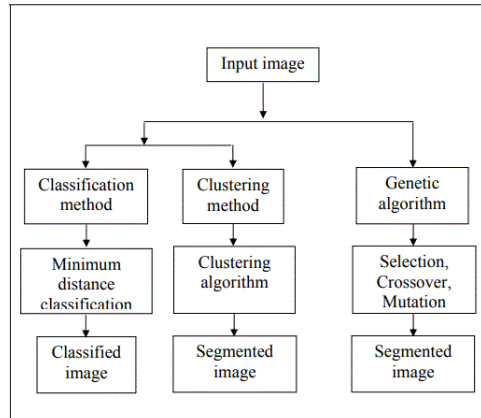 Input image
Classification
method
Clustering
method
Genetic
algorithm
Minimum
distance
classification
Clustering
algorithm
Selection,
Crossover,
Mutation
Classified
image
Segmented
image
Segmented
image